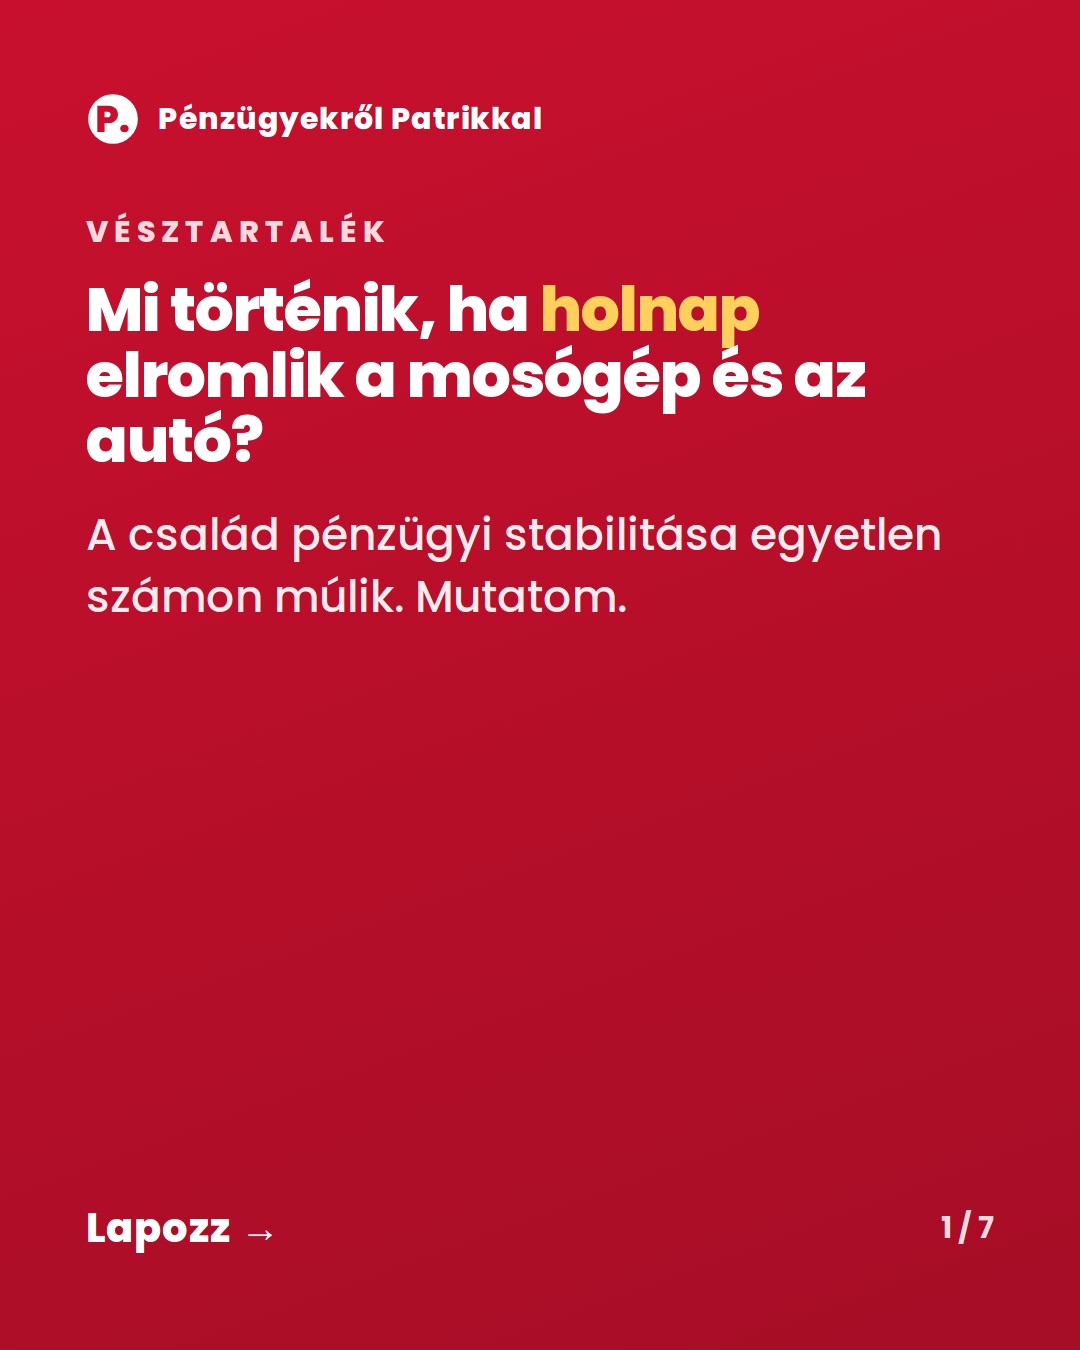 P. Pénzügyekről Patrikkal
VÉSZTARTALÉK
Mi történik, ha holnap
elromlik a mosógép és az
autó?
A család pénzügyi stabilitása egyetlen
számon múlik. Mutatom.
Lapozz →
1/7